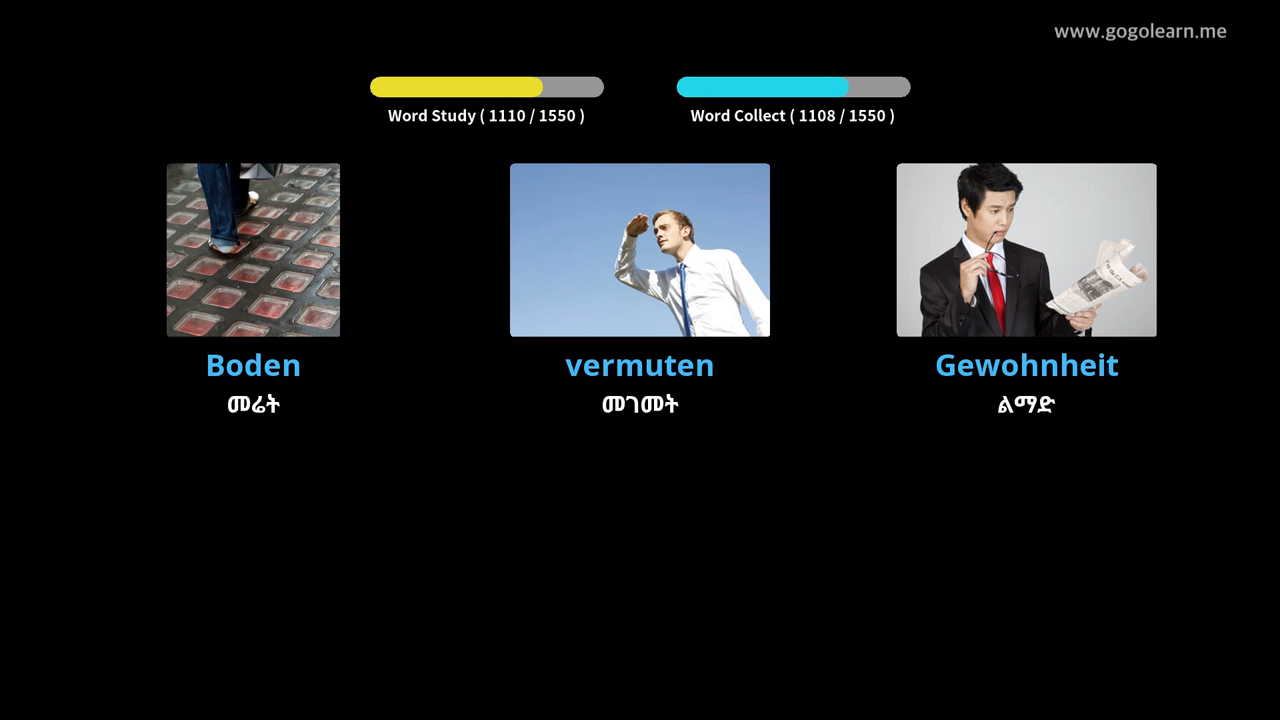 www.gogolearn.me
Word Study ( 1110 / 1550 )
Word Collect ( 1108 / 1550 )
Boden
vermuten
Gewohnheit
መሬት
መገመት
ልማድ